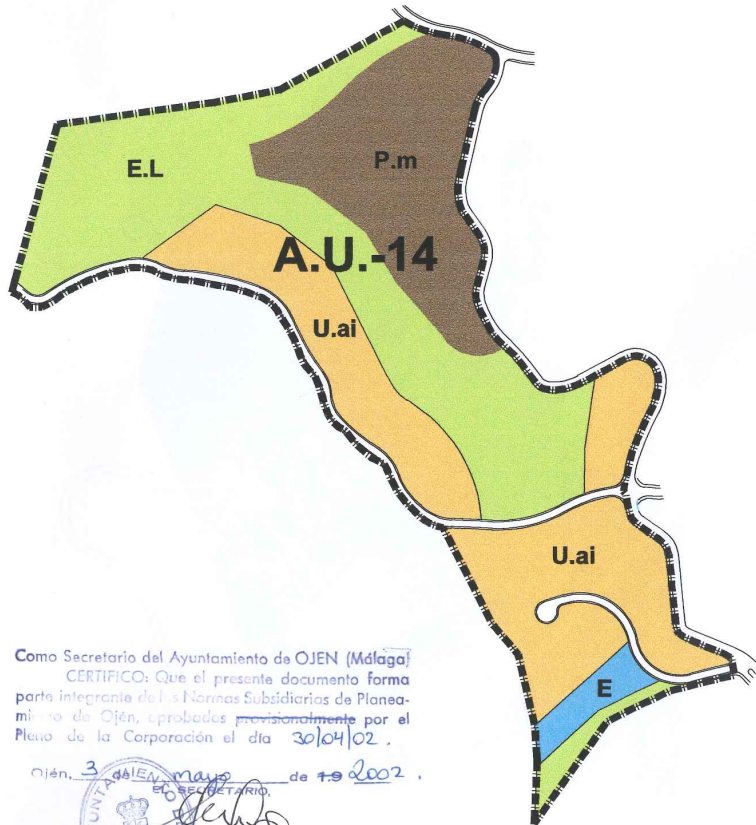 E.L
P.m
A.U.-14
U.ai
U.ai
E
Como Secretario del Ayuntamiento de OJEN (Málaga)
CERTIFICO: Que el presente documento forma
parte integrante de las Normas Subsidiarias de Planea-
miento de Ojén, aprobadas provisionalmente por el
Pleno de la Corporación el día 30/04/02.
Ojén, 3 de mayo de 19 2002.
EL SECRETARIO,